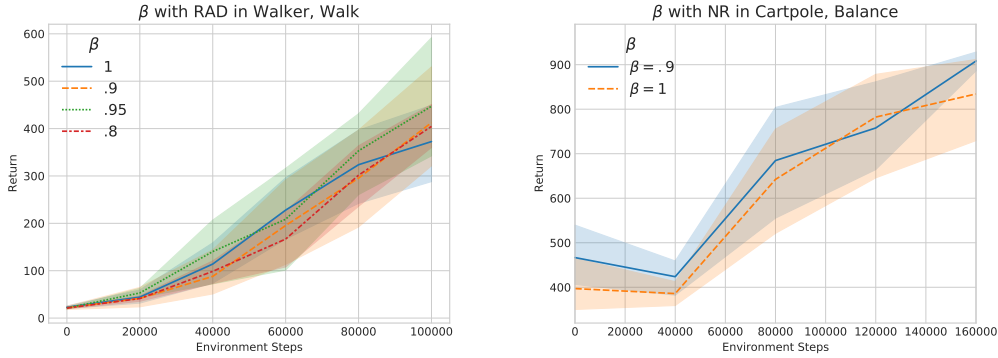 β with RAD in Walker, Walk
600
500
400
300
200
100
0
Return
β
1
.9
.95
.8
0 20000 40000 60000 80000 100000
Environment Steps
β with NR in Cartpole, Balance
900
800
700
600
500
400
Return
β
β = .9
β = 1
0 20000 40000 60000 80000 100000 120000 140000 160000
Environment Steps